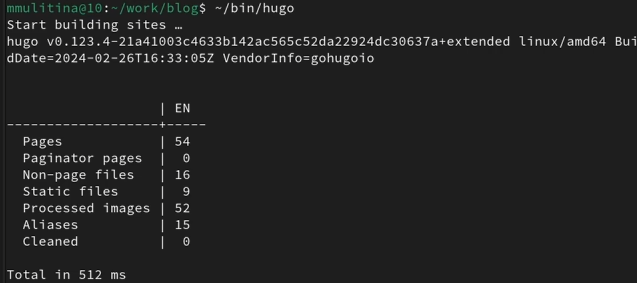 mmulitina@10:~/work/blog$ ~/bin/hugo
Start building sites …
hugo v0.123.4-21a41003c4633b142ac565c52da22924dc30637a+extended linux/amd64 Bui
dDate=2024-02-26T16:33:05Z VendorInfo=gohugoio
| EN
-------------------+-----
Pages | 54
Paginator pages | 0
Non-page files | 16
Static files | 9
Processed images | 52
Aliases | 15
Cleaned | 0
Total in 512 ms